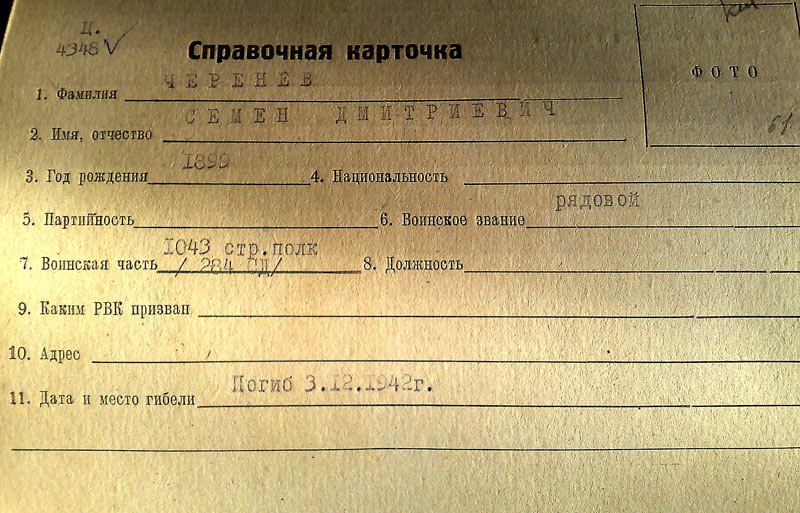 Ц.
4348 ✓
Справочная карточка
ФОТО
61
1. Фамилия ЧЕРЕНЕВ
2. Имя, отчество СЕМЕН ДМИТРИЕВИЧ
3. Год рождения 1899 4. Национальность
5. Партийность 6. Воинское звание рядовой
1043 стр.полк
7. Воинская часть / 284 СД/ 8. Должность
9. Каким РВК призван
10. Адрес
11. Дата и место гибели Погиб 3.12.1942г.